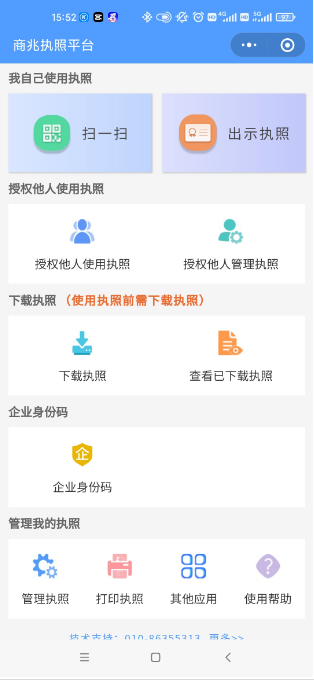 15:52 4G 5G 97
商兆执照平台
我自己使用执照
扫一扫 出示执照
授权他人使用执照
授权他人使用执照 授权他人管理执照
下载执照 （使用执照前需下载执照）
下载执照 查看已下载执照
企业身份码
企
企业身份码
管理我的执照
管理执照 打印执照 其他应用 使用帮助
技术支持：010-86355313 更多>>